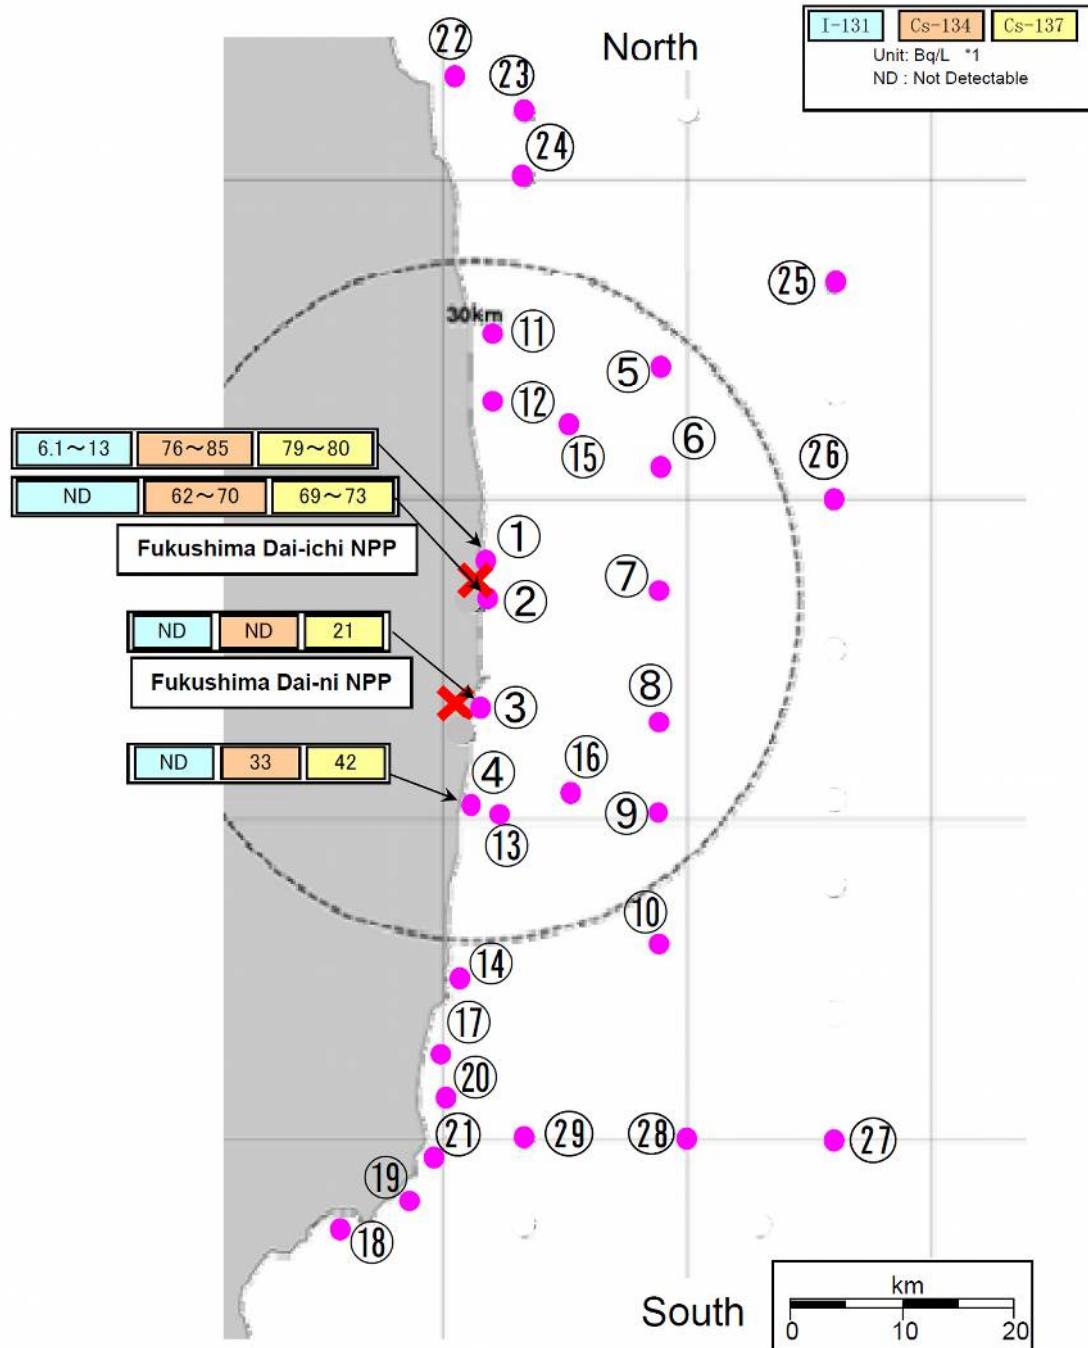 I-131 Cs-134 Cs-137
Unit: Bq/L *1
ND : Not Detectable
North
㉒
㉓
㉔
㉕
30km
⑪
⑤
⑫
⑥
⑮
㉖
6.1～13 76～85 79～80
ND 62～70 69～73
Fukushima Dai-ichi NPP
①
②
⑦
ND ND 21
Fukushima Dai-ni NPP
③
⑧
ND 33 42
④
⑯
⑨
⑬
⑩
⑭
⑰
⑳
㉑
㉙
㉘
㉗
⑲
⑱
South
km
0 10 20